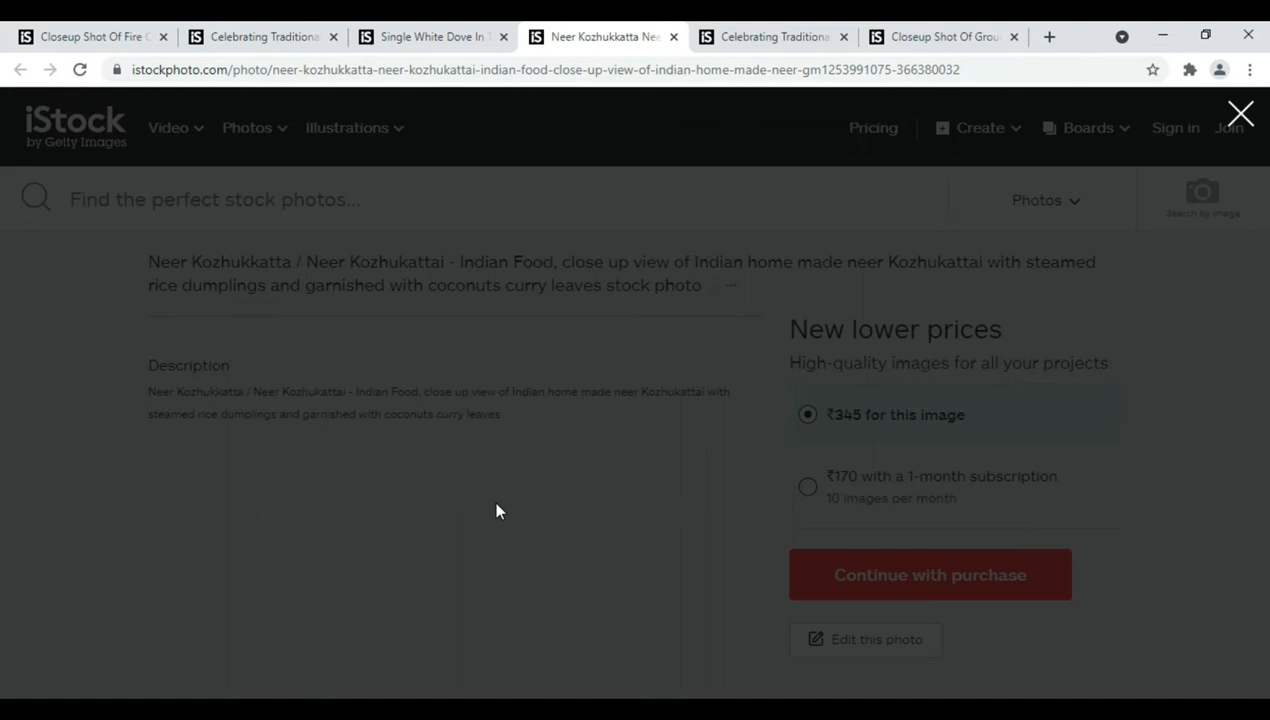 Closeup Shot Of Fire
Celebrating Traditiona
Single White Dove In
Neer Kozhukkatta Nee
Celebrating Traditiona
Closeup Shot Of Grou
istockphoto.com/photo/neer-kozhukkatta-neer-kozhukattai-indian-food-close-up-view-of-indian-home-made-neer-gm1253991075-366380032
iStock
by Getty Images
Video
Photos
Illustrations
Pricing
Create
Boards
Sign in
Join
Find the perfect stock photos...
Photos
Search by image
Neer Kozhukkatta / Neer Kozhukattai - Indian Food, close up view of Indian home made neer Kozhukattai with steamed
rice dumplings and garnished with coconuts curry leaves stock photo
Description
Neer Kozhukkatta / Neer Kozhukattai - Indian Food, close up view of Indian home made neer Kozhukattai with
steamed rice dumplings and garnished with coconuts curry leaves
New lower prices
High-quality images for all your projects
₹345 for this image
₹170 with a 1-month subscription
10 images per month
Continue with purchase
Edit this photo